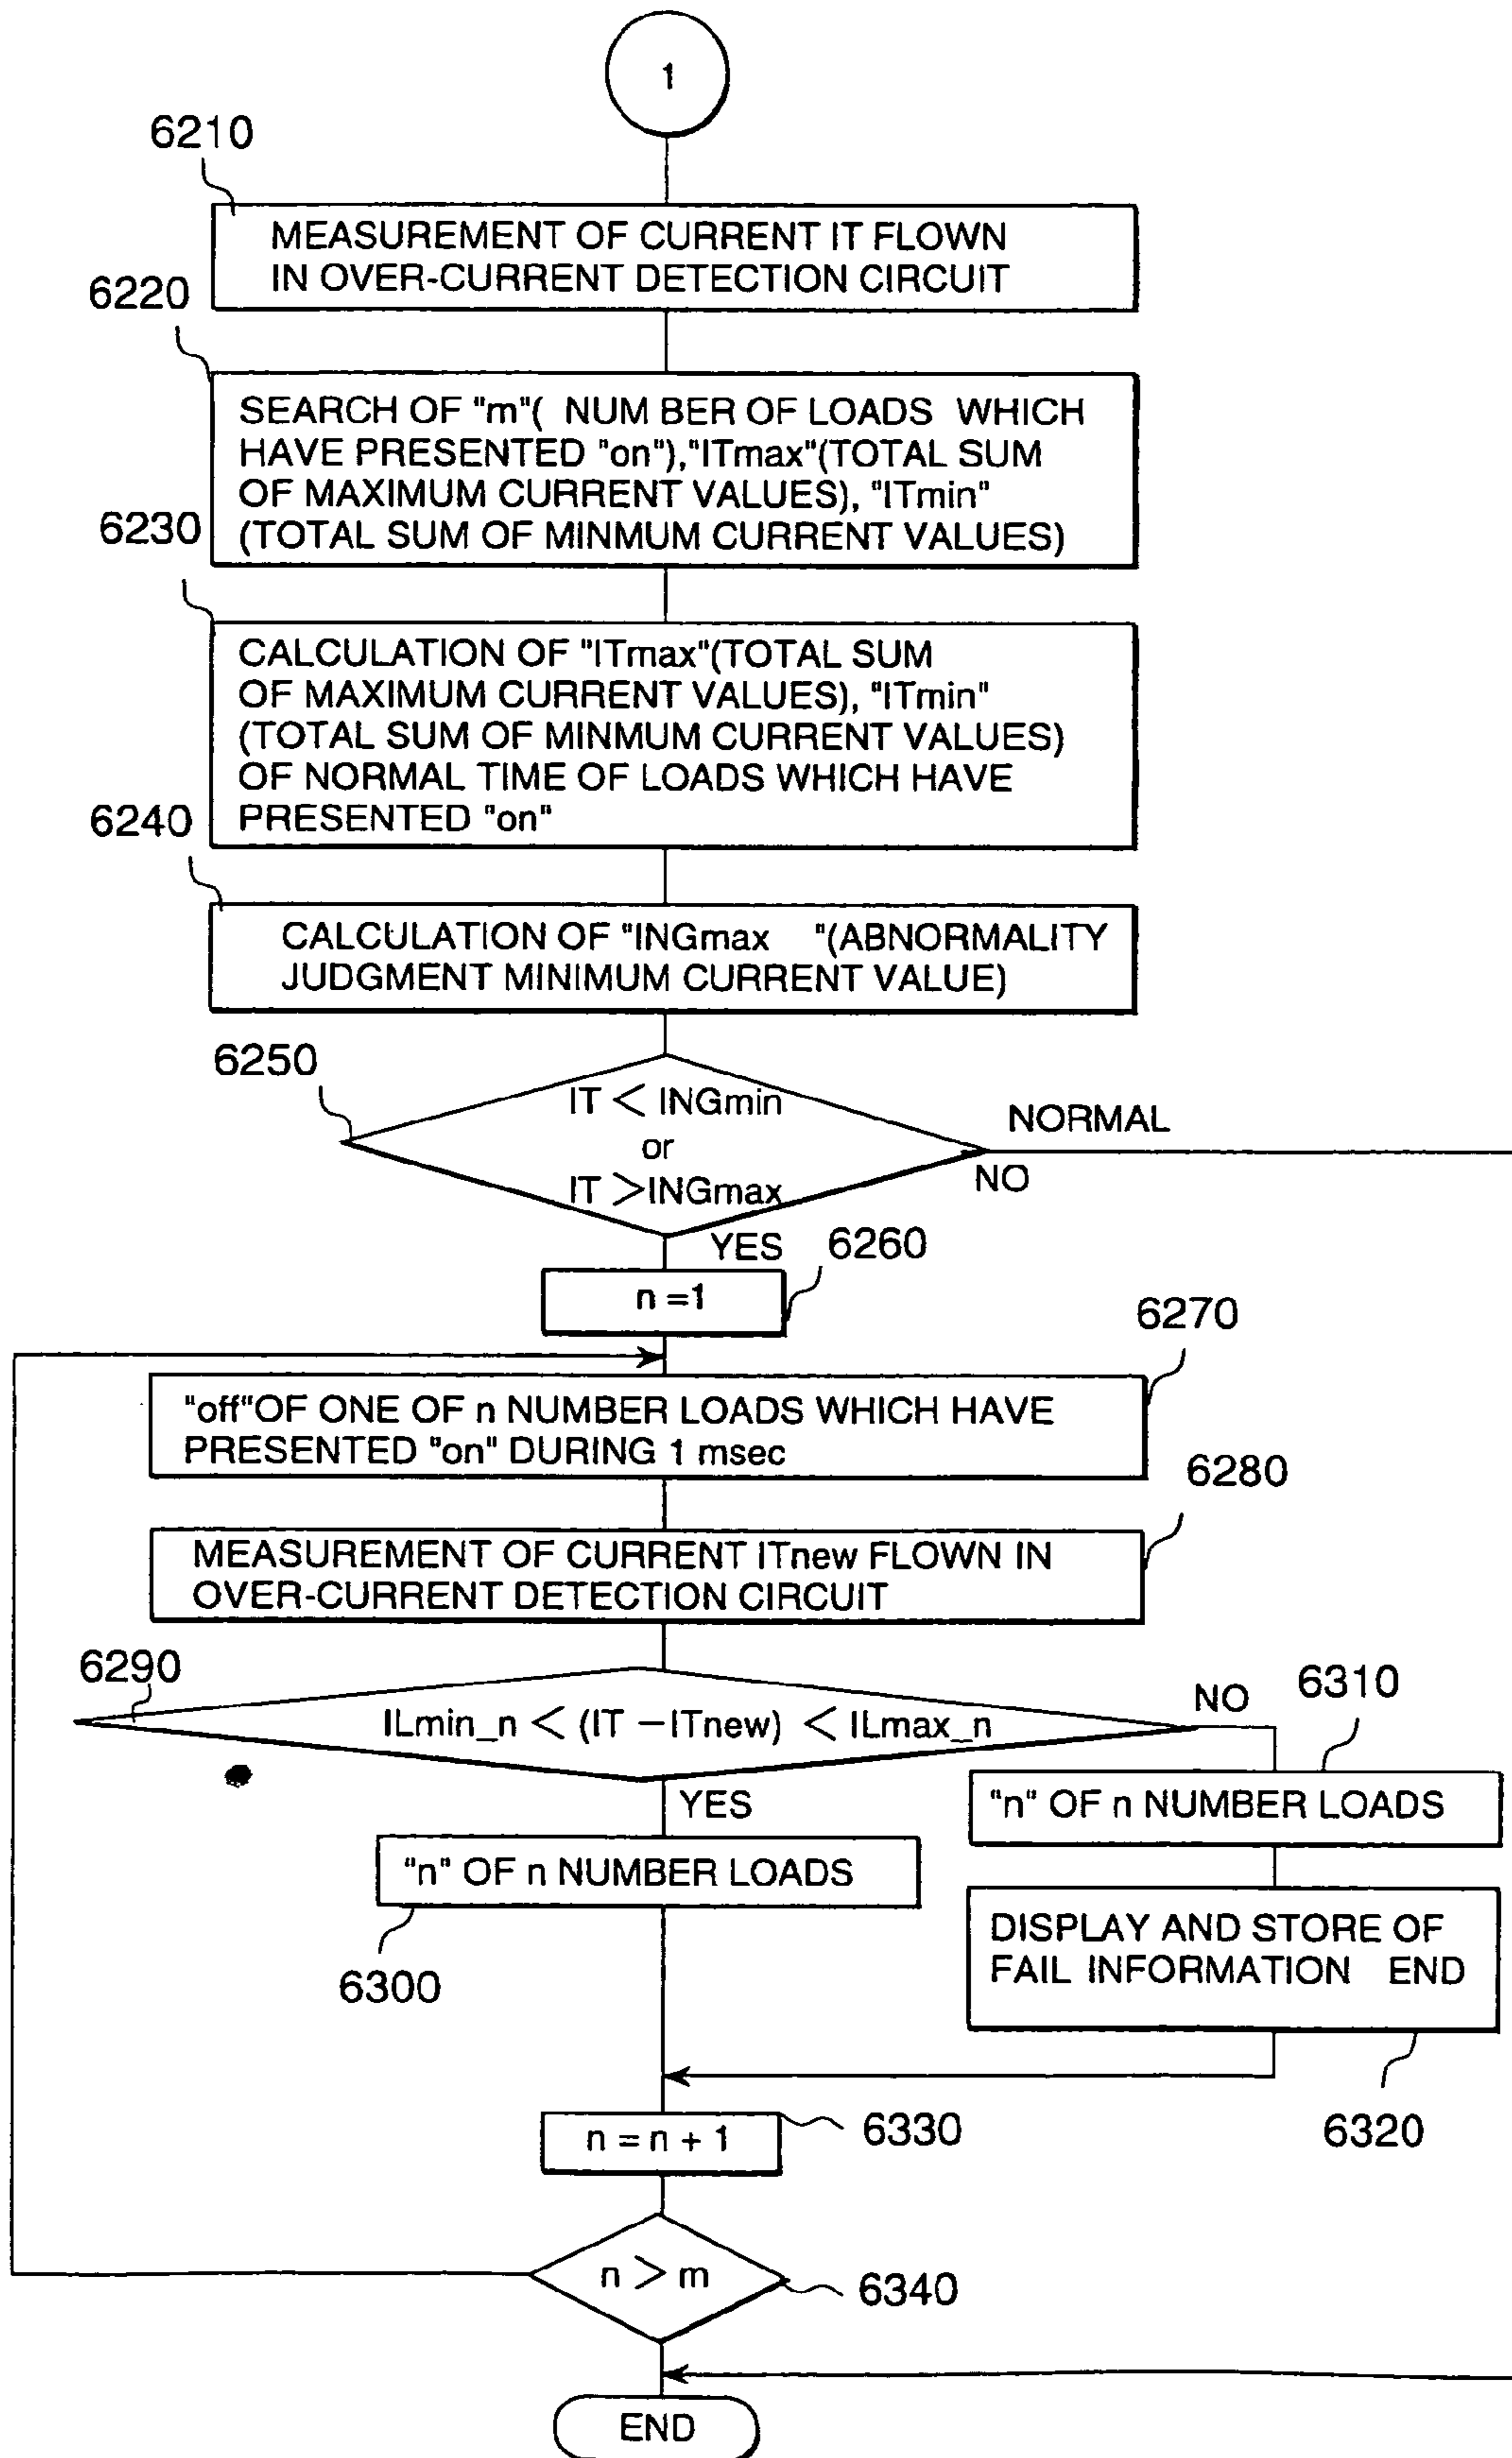 1
6210
MEASUREMENT OF CURRENT IT FLOWN
IN OVER-CURRENT DETECTION CIRCUIT
6220
SEARCH OF "m"( NUM BER OF LOADS WHICH
HAVE PRESENTED "on"),"ITmax"(TOTAL SUM
OF MAXIMUM CURRENT VALUES), "ITmin"
(TOTAL SUM OF MINMUM CURRENT VALUES)
6230
CALCULATION OF "ITmax"(TOTAL SUM
OF MAXIMUM CURRENT VALUES), "ITmin"
(TOTAL SUM OF MINMUM CURRENT VALUES)
OF NORMAL TIME OF LOADS WHICH HAVE
PRESENTED "on"
6240
CALCULATION OF "INGmax "(ABNORMALITY
JUDGMENT MINIMUM CURRENT VALUE)
6250
IT < INGmin
or
IT >INGmax
NORMAL
NO
YES
6260
n =1
6270
"off"OF ONE OF n NUMBER LOADS WHICH HAVE
PRESENTED "on" DURING 1 msec
6280
MEASUREMENT OF CURRENT ITnew FLOWN IN
OVER-CURRENT DETECTION CIRCUIT
6290
ILmin_n < (IT −ITnew) < ILmax_n
NO
6310
YES
"n" OF n NUMBER LOADS
"n" OF n NUMBER LOADS
6300
DISPLAY AND STORE OF
FAIL INFORMATION END
6320
n = n + 1
6330
n > m
6340
END